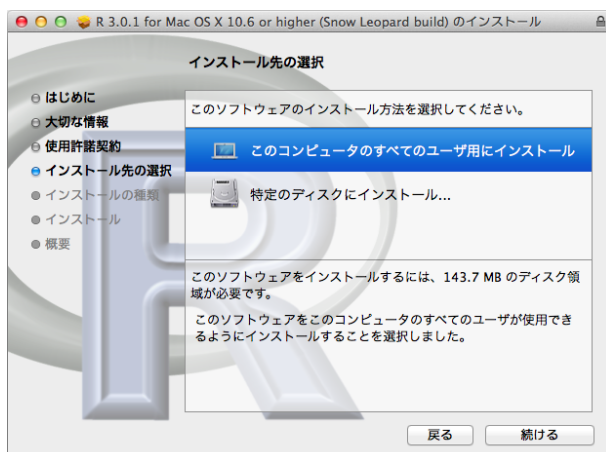 R 3.0.1 for Mac OS X 10.6 or higher (Snow Leopard build) のインストール
インストール先の選択
はじめに
大切な情報
使用許諾契約
インストール先の選択
インストールの種類
インストール
概要
このソフトウェアのインストール方法を選択してください。
このコンピュータのすべてのユーザ用にインストール
特定のディスクにインストール...
このソフトウェアをインストールするには、143.7 MB のディスク領
域が必要です。
このソフトウェアをこのコンピュータのすべてのユーザが使用でき
るようにインストールすることを選択しました。
戻る
続ける